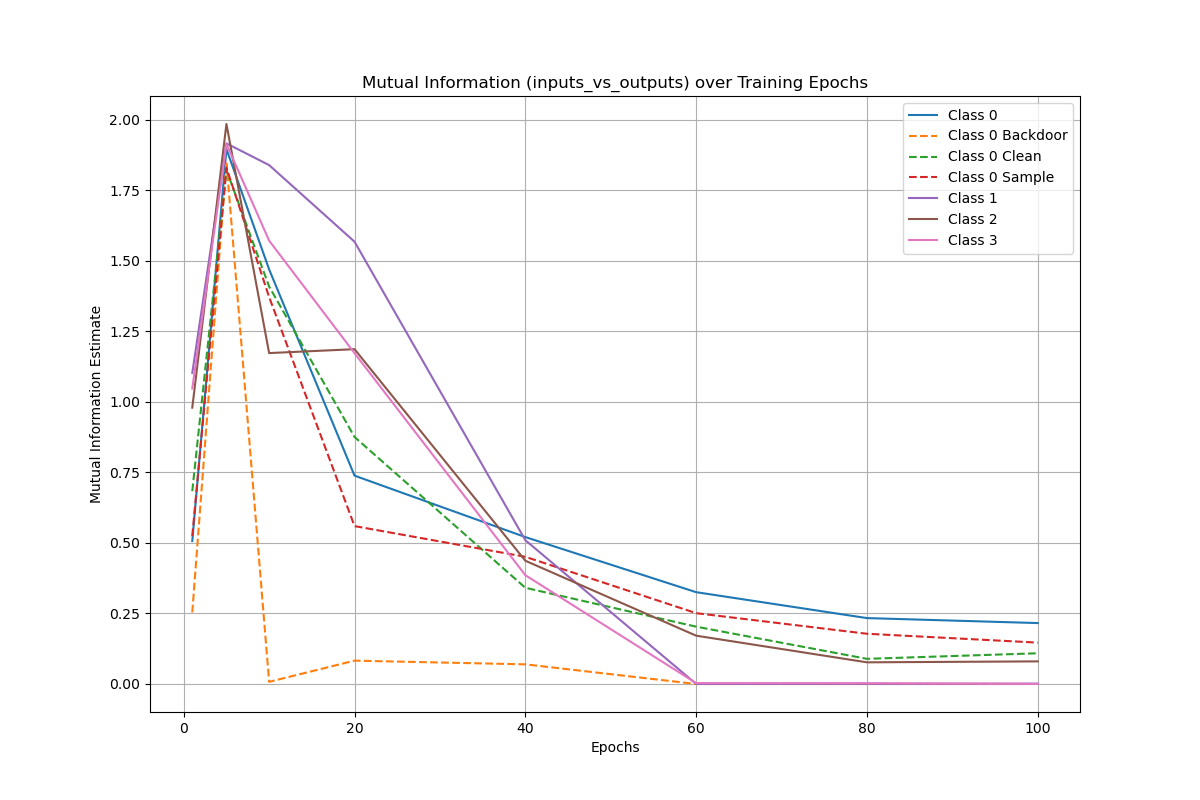 Mutual Information (inputs_vs_outputs) over Training Epochs
Mutual Information Estimate
2.00
1.75
1.50
1.25
1.00
0.75
0.50
0.25
0.00
Class 0
Class 0 Backdoor
Class 0 Clean
Class 0 Sample
Class 1
Class 2
Class 3
0 20 40 60 80 100
Epochs